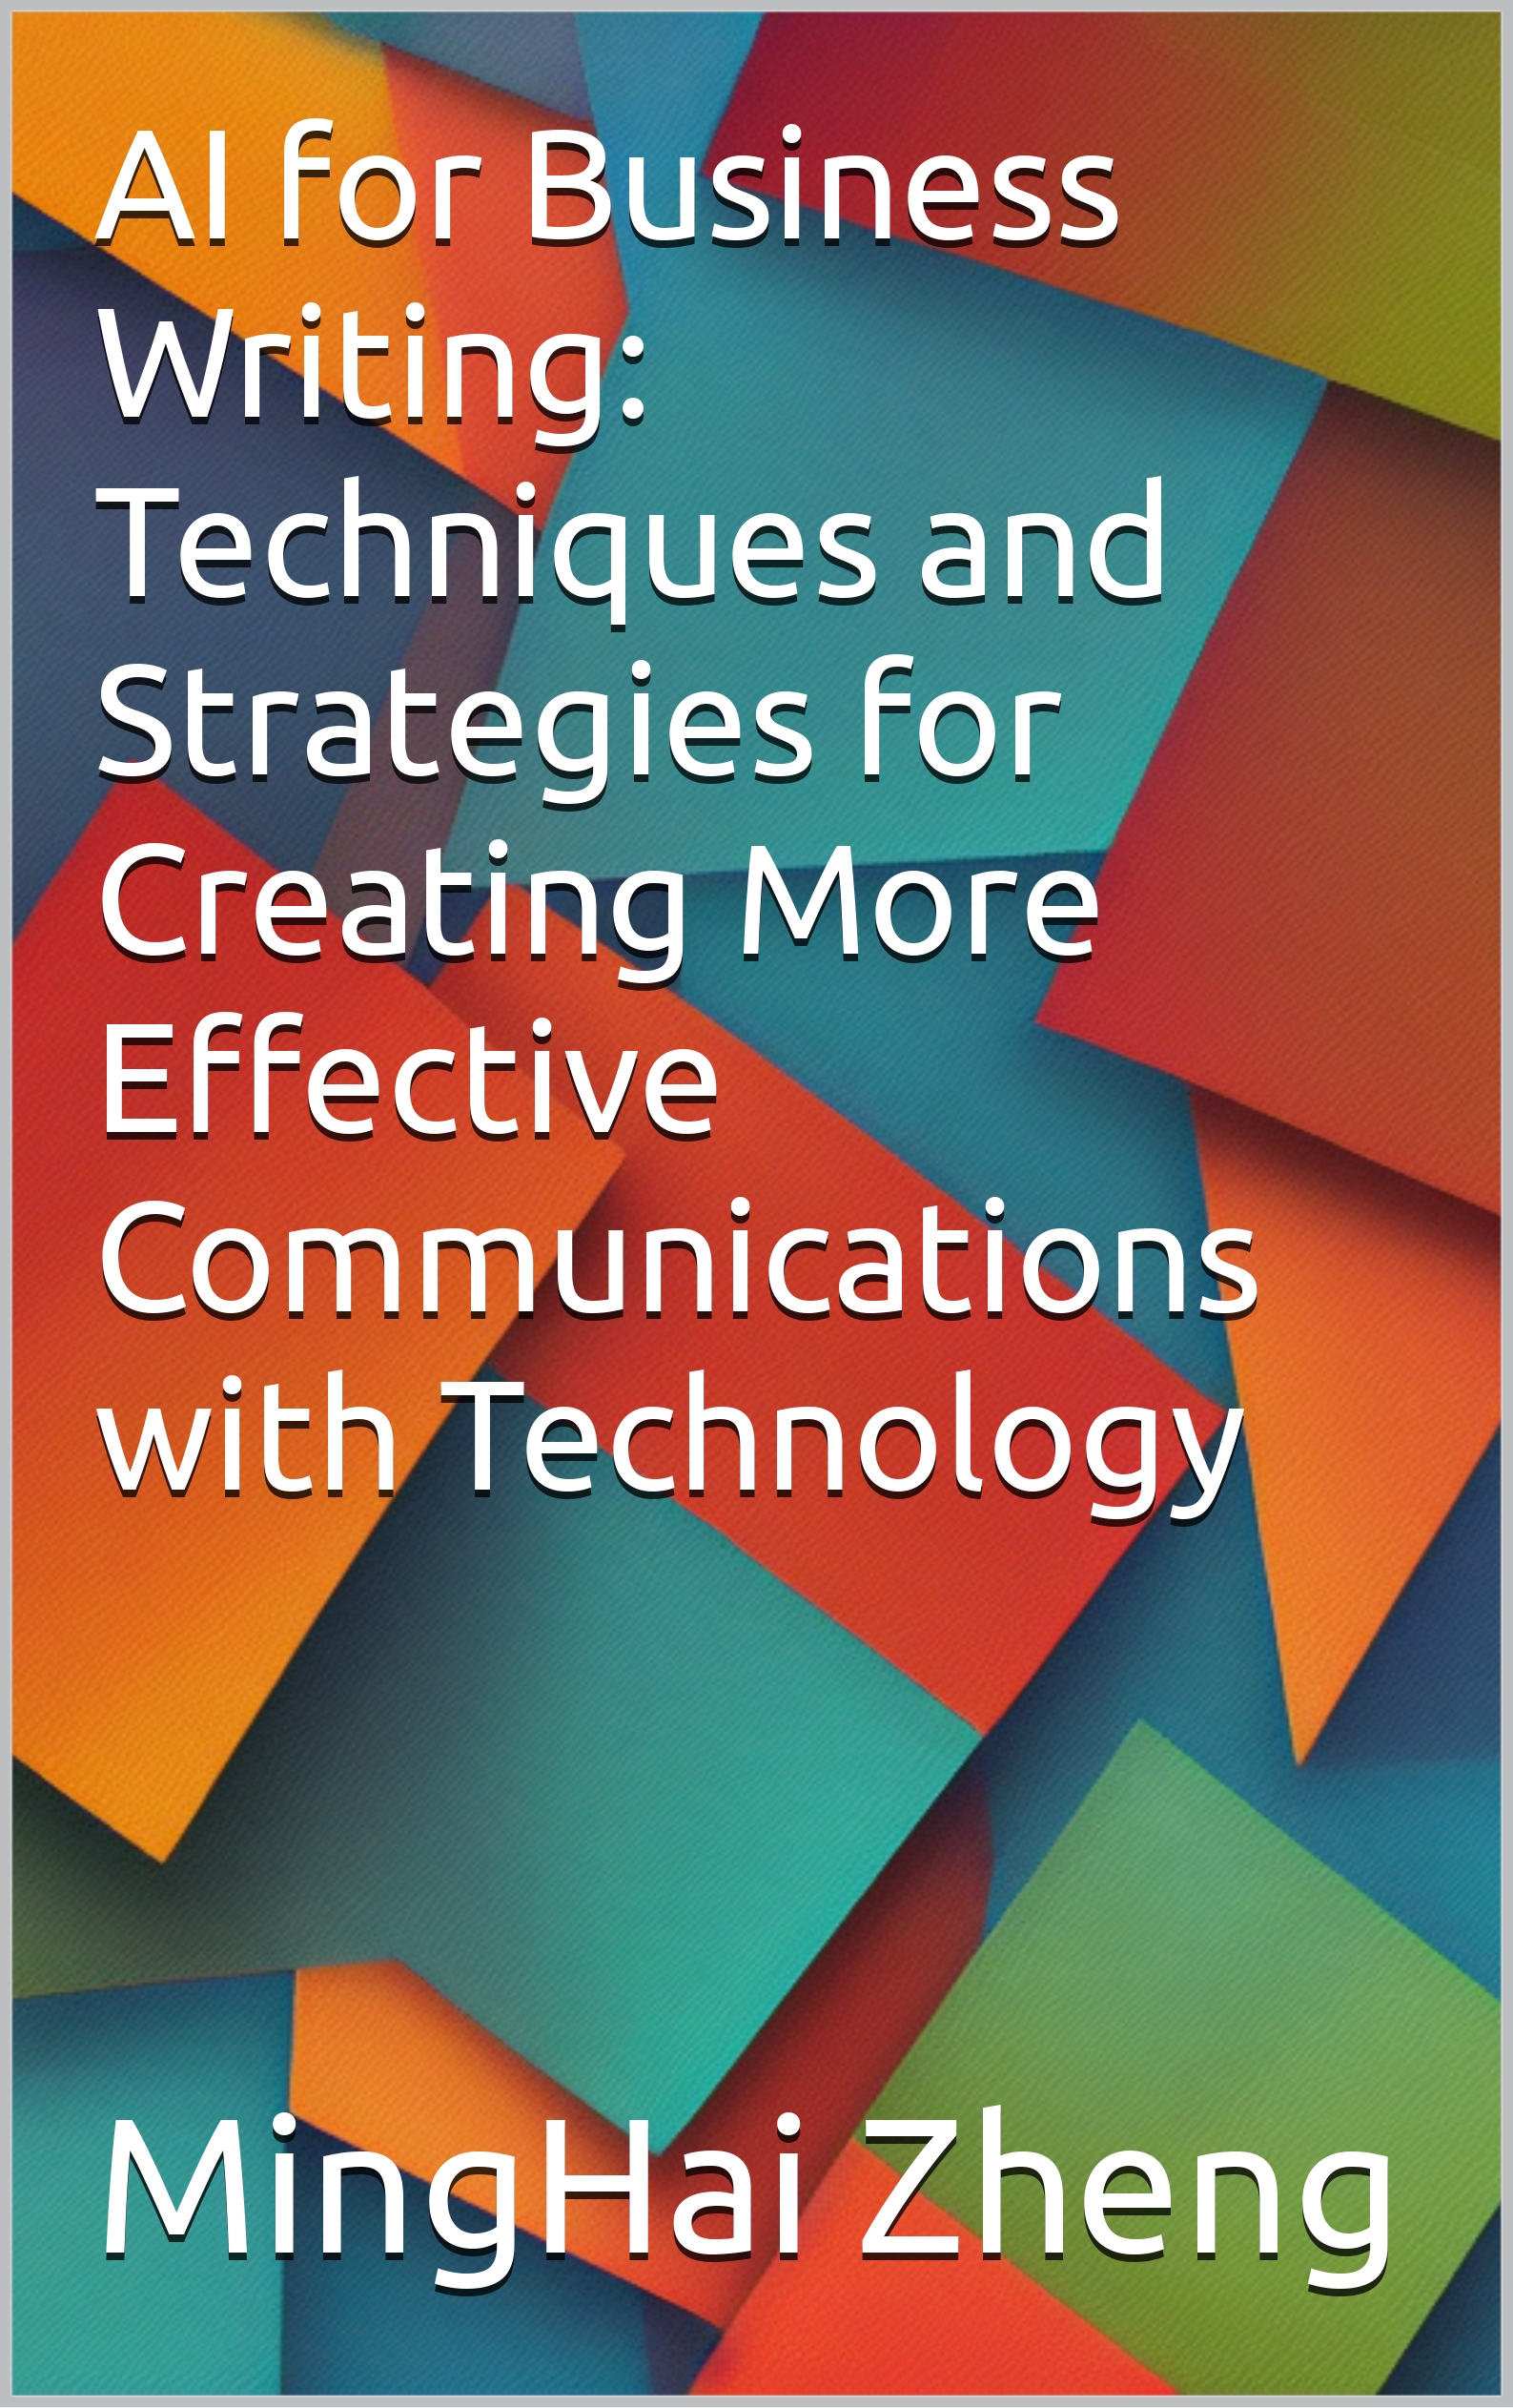 AI for Business
Writing:
Techniques and
Strategies for
Creating More
Effective
Communications
with Technology
MingHai Zheng